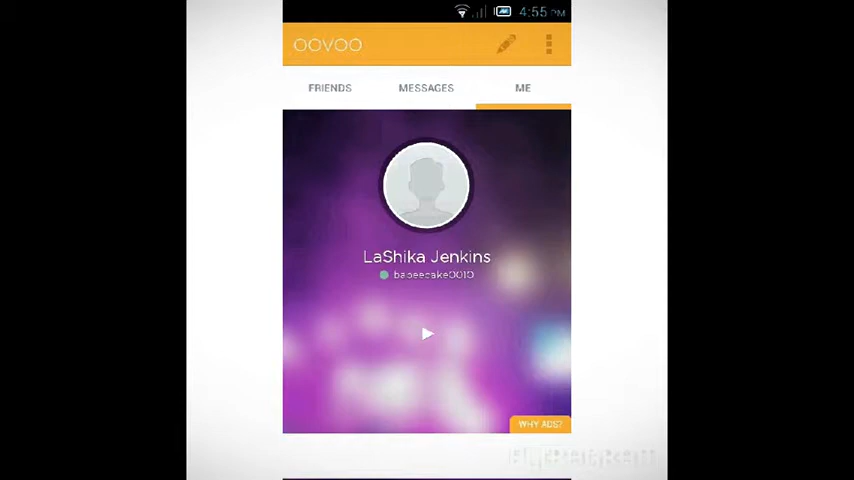 4:55 PM
OOVOO
FRIENDS MESSAGES ME
LaShika Jenkins
WHY ADS?